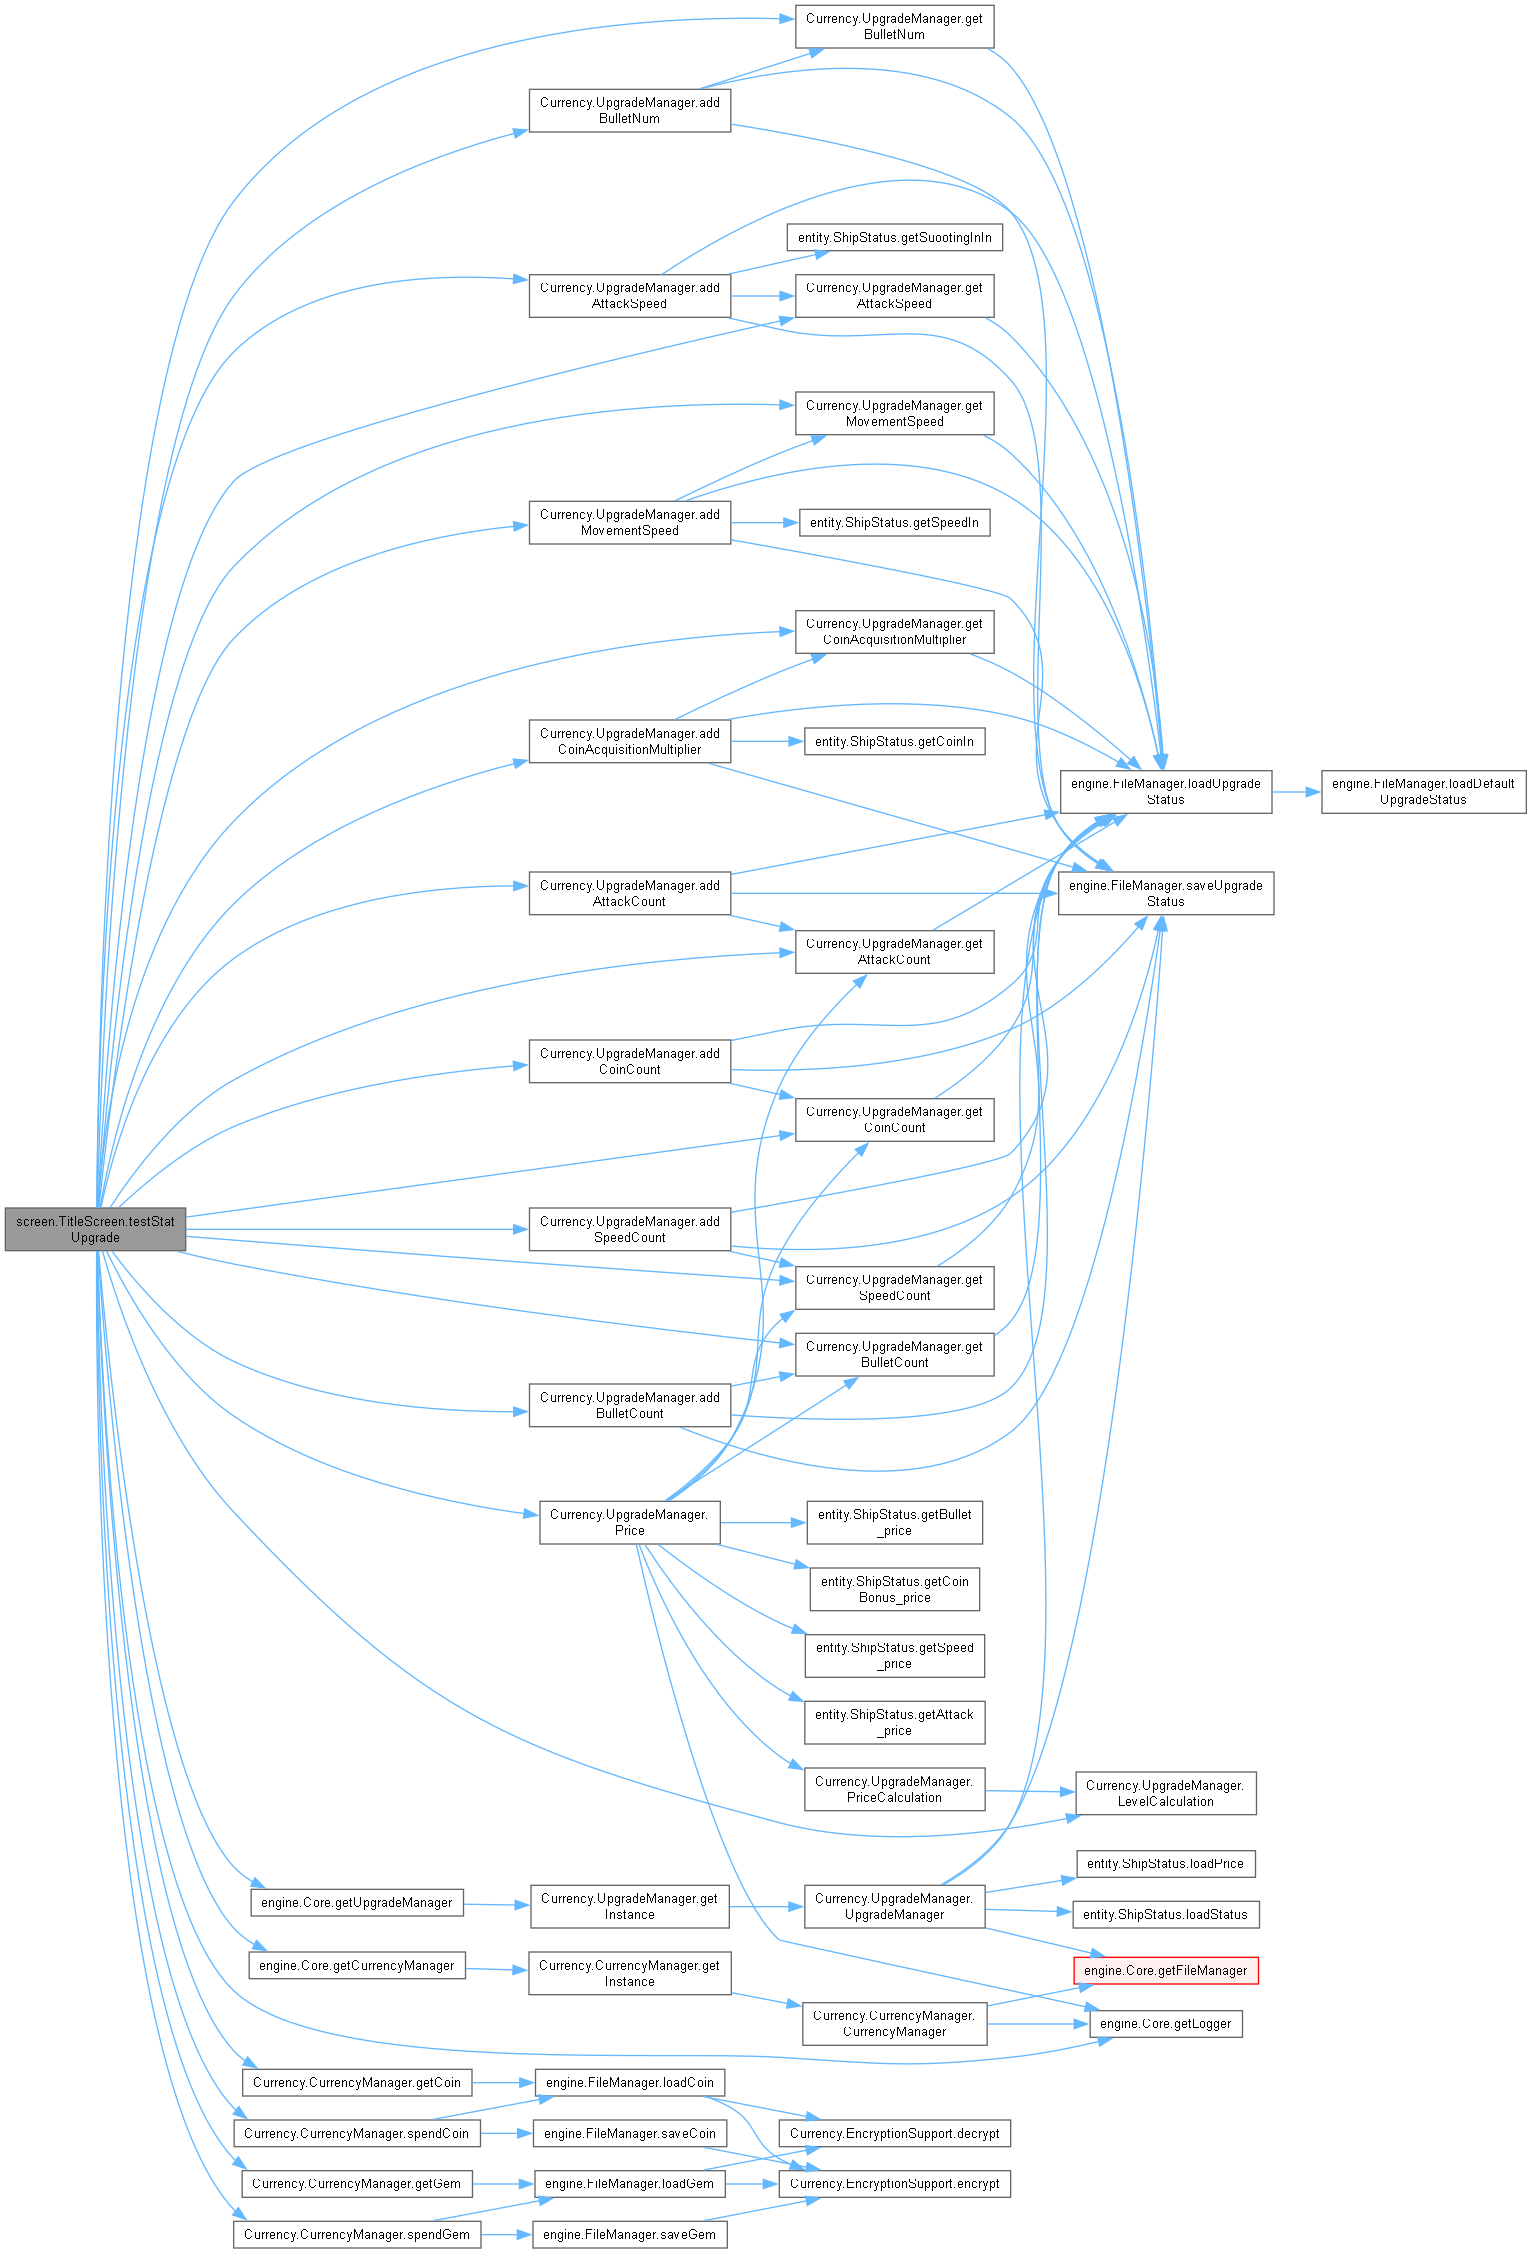 Currency.UpgradeManager.get
BulletNum
Currency.UpgradeManager.add
BulletNum
entity.ShipStatus.getSuootingInIn
Currency.UpgradeManager.add
AttackSpeed
Currency.UpgradeManager.get
AttackSpeed
Currency.UpgradeManager.get
MovementSpeed
Currency.UpgradeManager.add
MovementSpeed
entity.ShipStatus.getSpeedIn
Currency.UpgradeManager.get
CoinAcquisitionMultiplier
Currency.UpgradeManager.add
CoinAcquisitionMultiplier
entity.ShipStatus.getCoinIn
engine.FileManager.loadUpgrade
Status
engine.FileManager.loadDefault
UpgradeStatus
Currency.UpgradeManager.add
AttackCount
engine.FileManager.saveUpgrade
Status
Currency.UpgradeManager.get
AttackCount
Currency.UpgradeManager.add
CoinCount
Currency.UpgradeManager.get
CoinCount
screen.TitleScreen.testStat
Upgrade
Currency.UpgradeManager.add
SpeedCount
Currency.UpgradeManager.get
SpeedCount
Currency.UpgradeManager.get
BulletCount
Currency.UpgradeManager.add
BulletCount
Currency.UpgradeManager.
Price
entity.ShipStatus.getBullet
_price
entity.ShipStatus.getCoin
Bonus_price
entity.ShipStatus.getSpeed
_price
entity.ShipStatus.getAttack
_price
Currency.UpgradeManager.
PriceCalculation
Currency.UpgradeManager.
LevelCalculation
entity.ShipStatus.loadPrice
engine.Core.getUpgradeManager
Currency.UpgradeManager.get
Instance
Currency.UpgradeManager.
UpgradeManager
entity.ShipStatus.loadStatus
engine.Core.getCurrencyManager
Currency.CurrencyManager.get
Instance
engine.Core.getFileManager
Currency.CurrencyManager.
CurrencyManager
engine.Core.getLogger
Currency.CurrencyManager.getCoin
engine.FileManager.loadCoin
Currency.CurrencyManager.spendCoin
engine.FileManager.saveCoin
Currency.EncryptionSupport.decrypt
Currency.CurrencyManager.getGem
engine.FileManager.loadGem
Currency.EncryptionSupport.encrypt
Currency.CurrencyManager.spendGem
engine.FileManager.saveGem